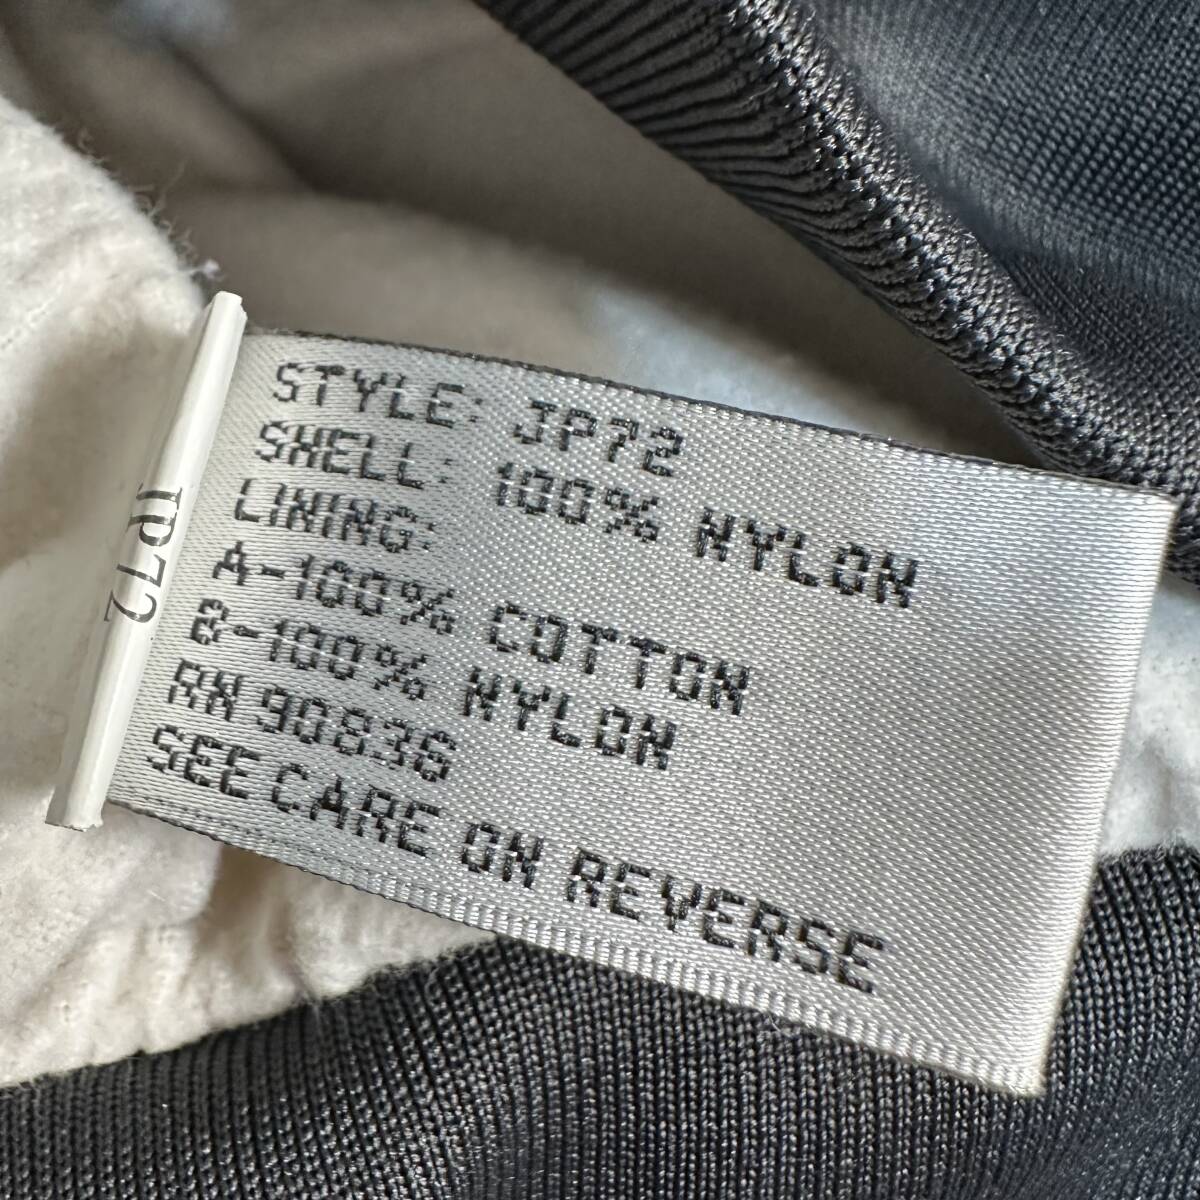 STYLE: JP72
SHELL: 100% NYLON
LINING:
A-100% COTTON
B-100% NYLON
RN 90836
SEE CARE ON REVERSE
JP72